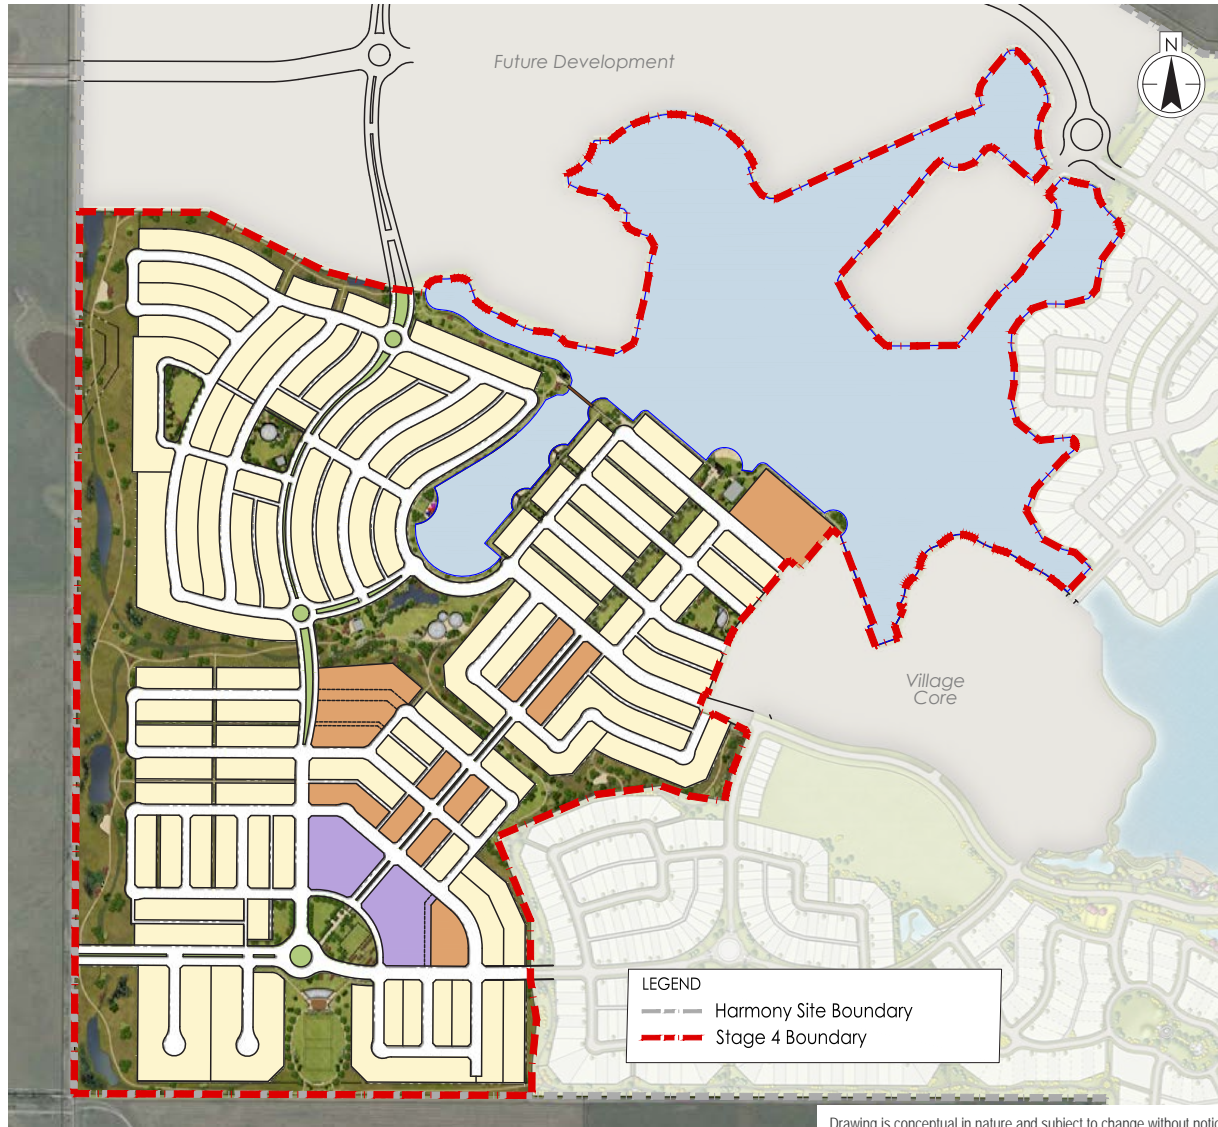 Future Development
N
Village
Core
LEGEND
Harmony Site Boundary
Stage 4 Boundary
Drawing is conceptual in nature and subject to change without